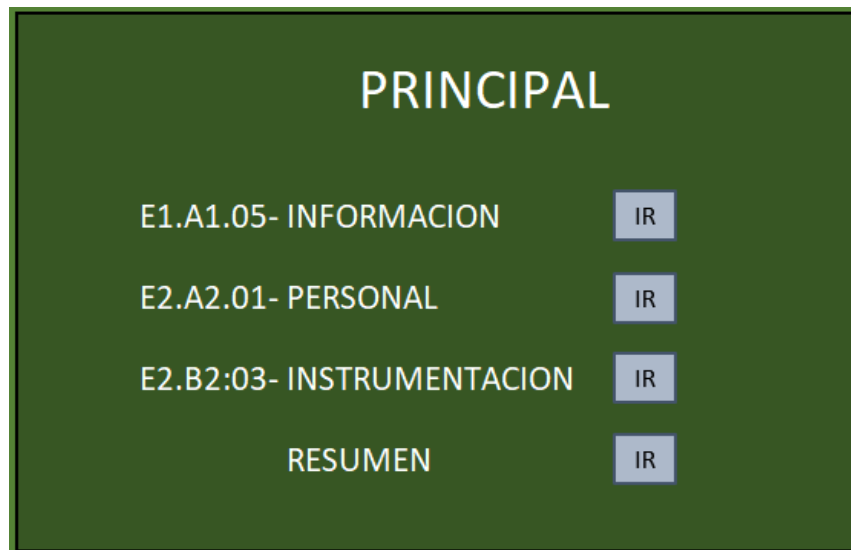 PRINCIPAL
E1.A1.05- INFORMACION IR
E2.A2.01- PERSONAL IR
E2.B2:03- INSTRUMENTACION IR
RESUMEN IR